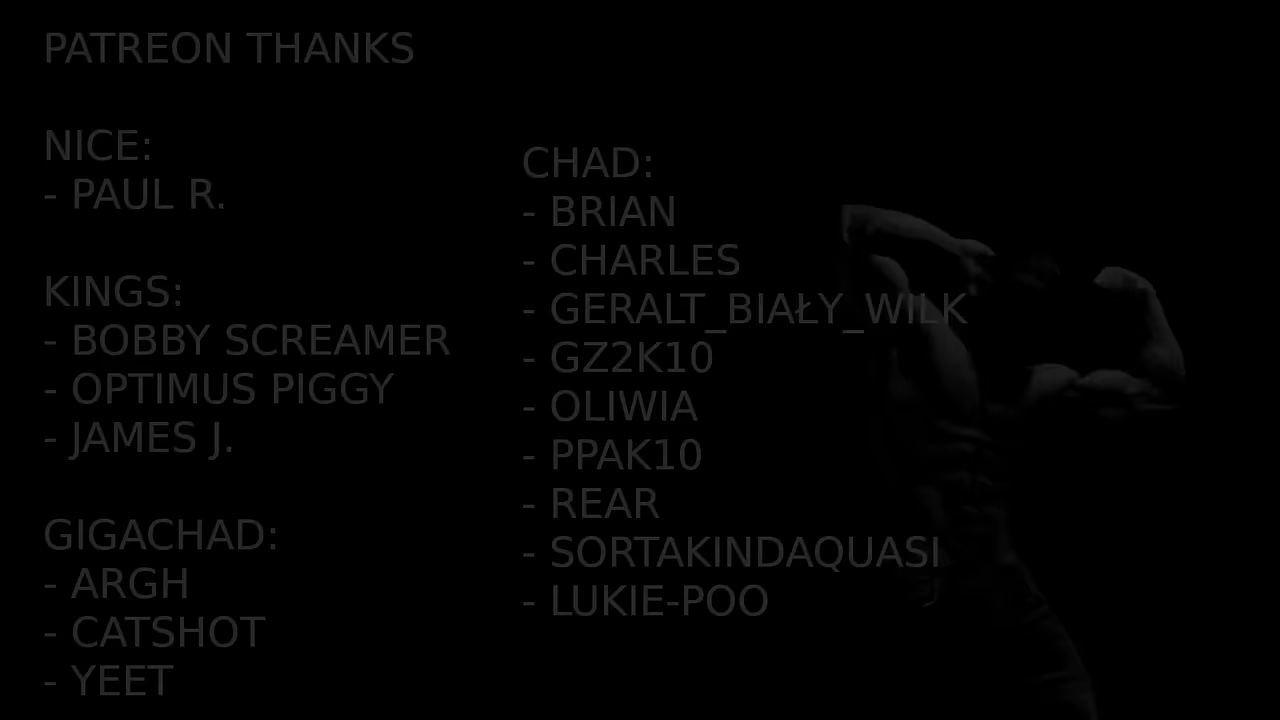 PATREON THANKS
NICE:
- PAUL R.
KINGS:
- BOBBY SCREAMER
- OPTIMUS PIGGY
- JAMES J.
GIGACHAD:
- ARGH
- CATSHOT
- YEET
CHAD:
- BRIAN
- CHARLES
- GERALT_BIAŁY_WILK
- GZ2K10
- OLIWIA
- PPAK10
- REAR
- SORTAKINDAQUASI
- LUKIE-POO